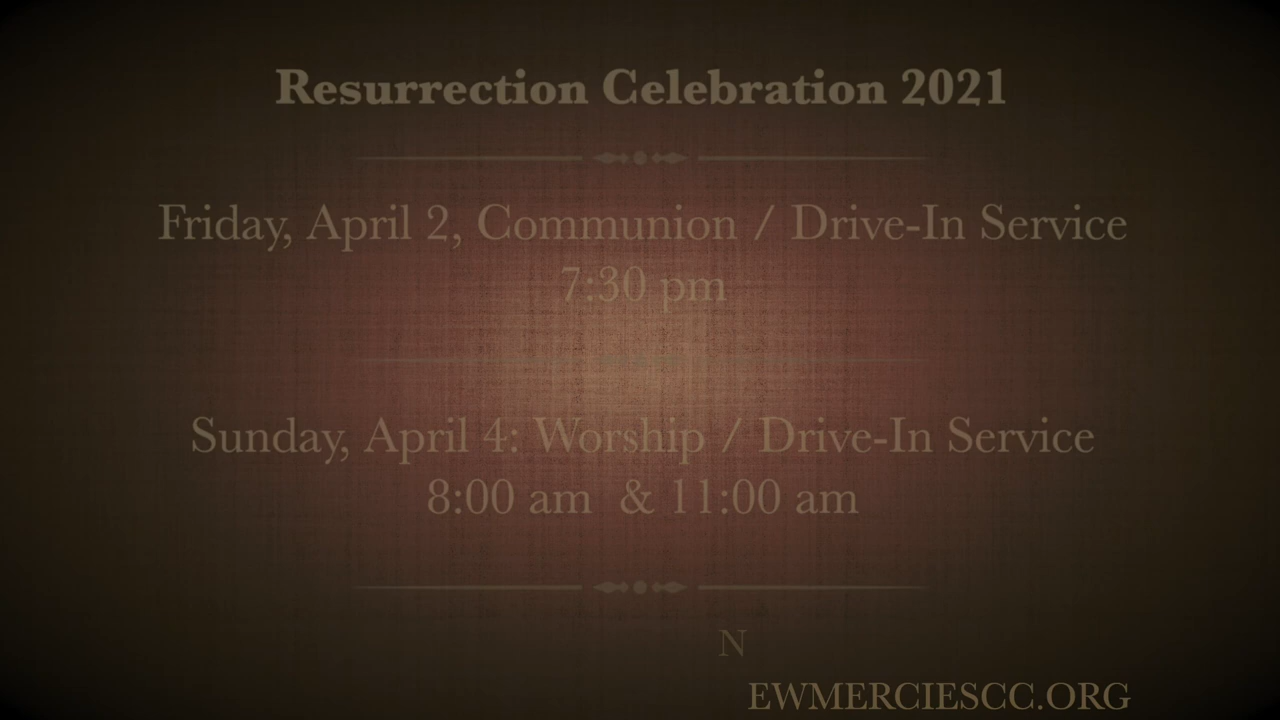 Resurrection Celebration 2021
Friday, April 2, Communion / Drive-In Service
7:30 pm
Sunday, April 4: Worship / Drive-In Service
8:00 am & 11:00 am
N
EWMERCIESCC.ORG